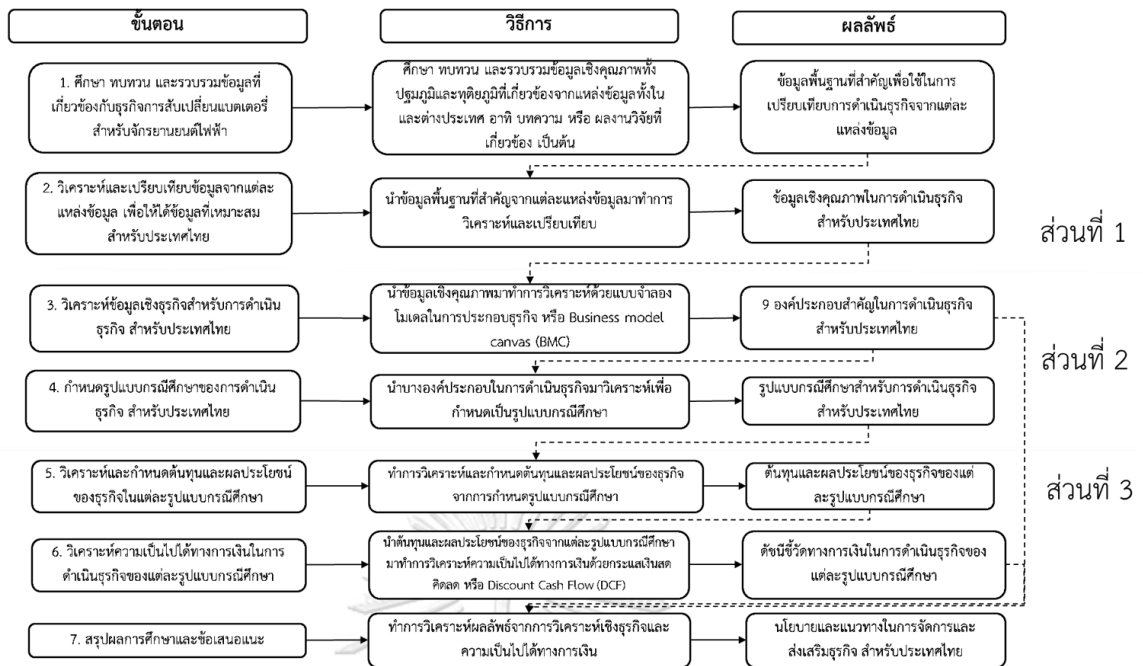 ขั้นตอน
วิธีการ
ผลลัพธ์
1. ศึกษา ทบทวน และรวบรวมข้อมูลที่
เกี่ยวข้องกับธุรกิจการสับเปลี่ยนแบตเตอรี่
สำหรับจักรยานยนต์ไฟฟ้า
ศึกษา ทบทวน และรวบรวมข้อมูลเชิงคุณภาพทั้ง
ปฐมภูมิและทุติยภูมิที่เกี่ยวข้องจากแหล่งข้อมูลทั้งใน
และต่างประเทศ อาทิ บทความ หรือ ผลงานวิจัยที่
เกี่ยวข้อง เป็นต้น
ข้อมูลพื้นฐานที่สำคัญเพื่อใช้ในการ
เปรียบเทียบการดำเนินธุรกิจจากแต่ละ
แหล่งข้อมูล
2. วิเคราะห์และเปรียบเทียบข้อมูลจากแต่ละ
แหล่งข้อมูล เพื่อให้ได้ข้อมูลที่เหมาะสม
สำหรับประเทศไทย
นำข้อมูลพื้นฐานที่สำคัญจากแต่ละแหล่งข้อมูลมาทำการ
วิเคราะห์และเปรียบเทียบ
ข้อมูลเชิงคุณภาพในการดำเนินธุรกิจ
สำหรับประเทศไทย
ส่วนที่ 1
3. วิเคราะห์ข้อมูลเชิงธุรกิจสำหรับการดำเนิน
ธุรกิจ สำหรับประเทศไทย
นำข้อมูลเชิงคุณภาพมาทำการวิเคราะห์ด้วยแบบจำลอง
โมเดลในการประกอบธุรกิจ หรือ Business model
canvas (BMC)
9 องค์ประกอบสำคัญในการดำเนินธุรกิจ
สำหรับประเทศไทย
ส่วนที่ 2
4. กำหนดรูปแบบกรณีศึกษาของการดำเนิน
ธุรกิจ สำหรับประเทศไทย
นำบางองค์ประกอบในการดำเนินธุรกิจมาวิเคราะห์เพื่อ
กำหนดเป็นรูปแบบกรณีศึกษา
รูปแบบกรณีศึกษาสำหรับการดำเนินธุรกิจ
สำหรับประเทศไทย
5. วิเคราะห์และกำหนดต้นทุนและผลประโยชน์
ของธุรกิจในแต่ละรูปแบบกรณีศึกษา
ทำการวิเคราะห์และกำหนดต้นทุนและผลประโยชน์ของธุรกิจ
จากการกำหนดรูปแบบกรณีศึกษา
ต้นทุนและผลประโยชน์ของธุรกิจของแต่
ละรูปแบบกรณีศึกษา
ส่วนที่ 3
6. วิเคราะห์ความเป็นไปได้ทางการเงินในการ
ดำเนินธุรกิจของแต่ละรูปแบบกรณีศึกษา
นำต้นทุนและผลประโยชน์ของธุรกิจจากแต่ละรูปแบบกรณีศึกษา
มาทำการวิเคราะห์ความเป็นไปได้ทางการเงินด้วยกระแสเงินสด
คิดลด หรือ Discount Cash Flow (DCF)
ดัชนีชี้วัดทางการเงินในการดำเนินธุรกิจของ
แต่ละรูปแบบกรณีศึกษา
7. สรุปผลการศึกษาและข้อเสนอแนะ
ทำการวิเคราะห์ผลลัพธ์จากการวิเคราะห์เชิงธุรกิจและ
ความเป็นไปได้ทางการเงิน
นโยบายและแนวทางในการจัดการและ
ส่งเสริมธุรกิจ สำหรับประเทศไทย